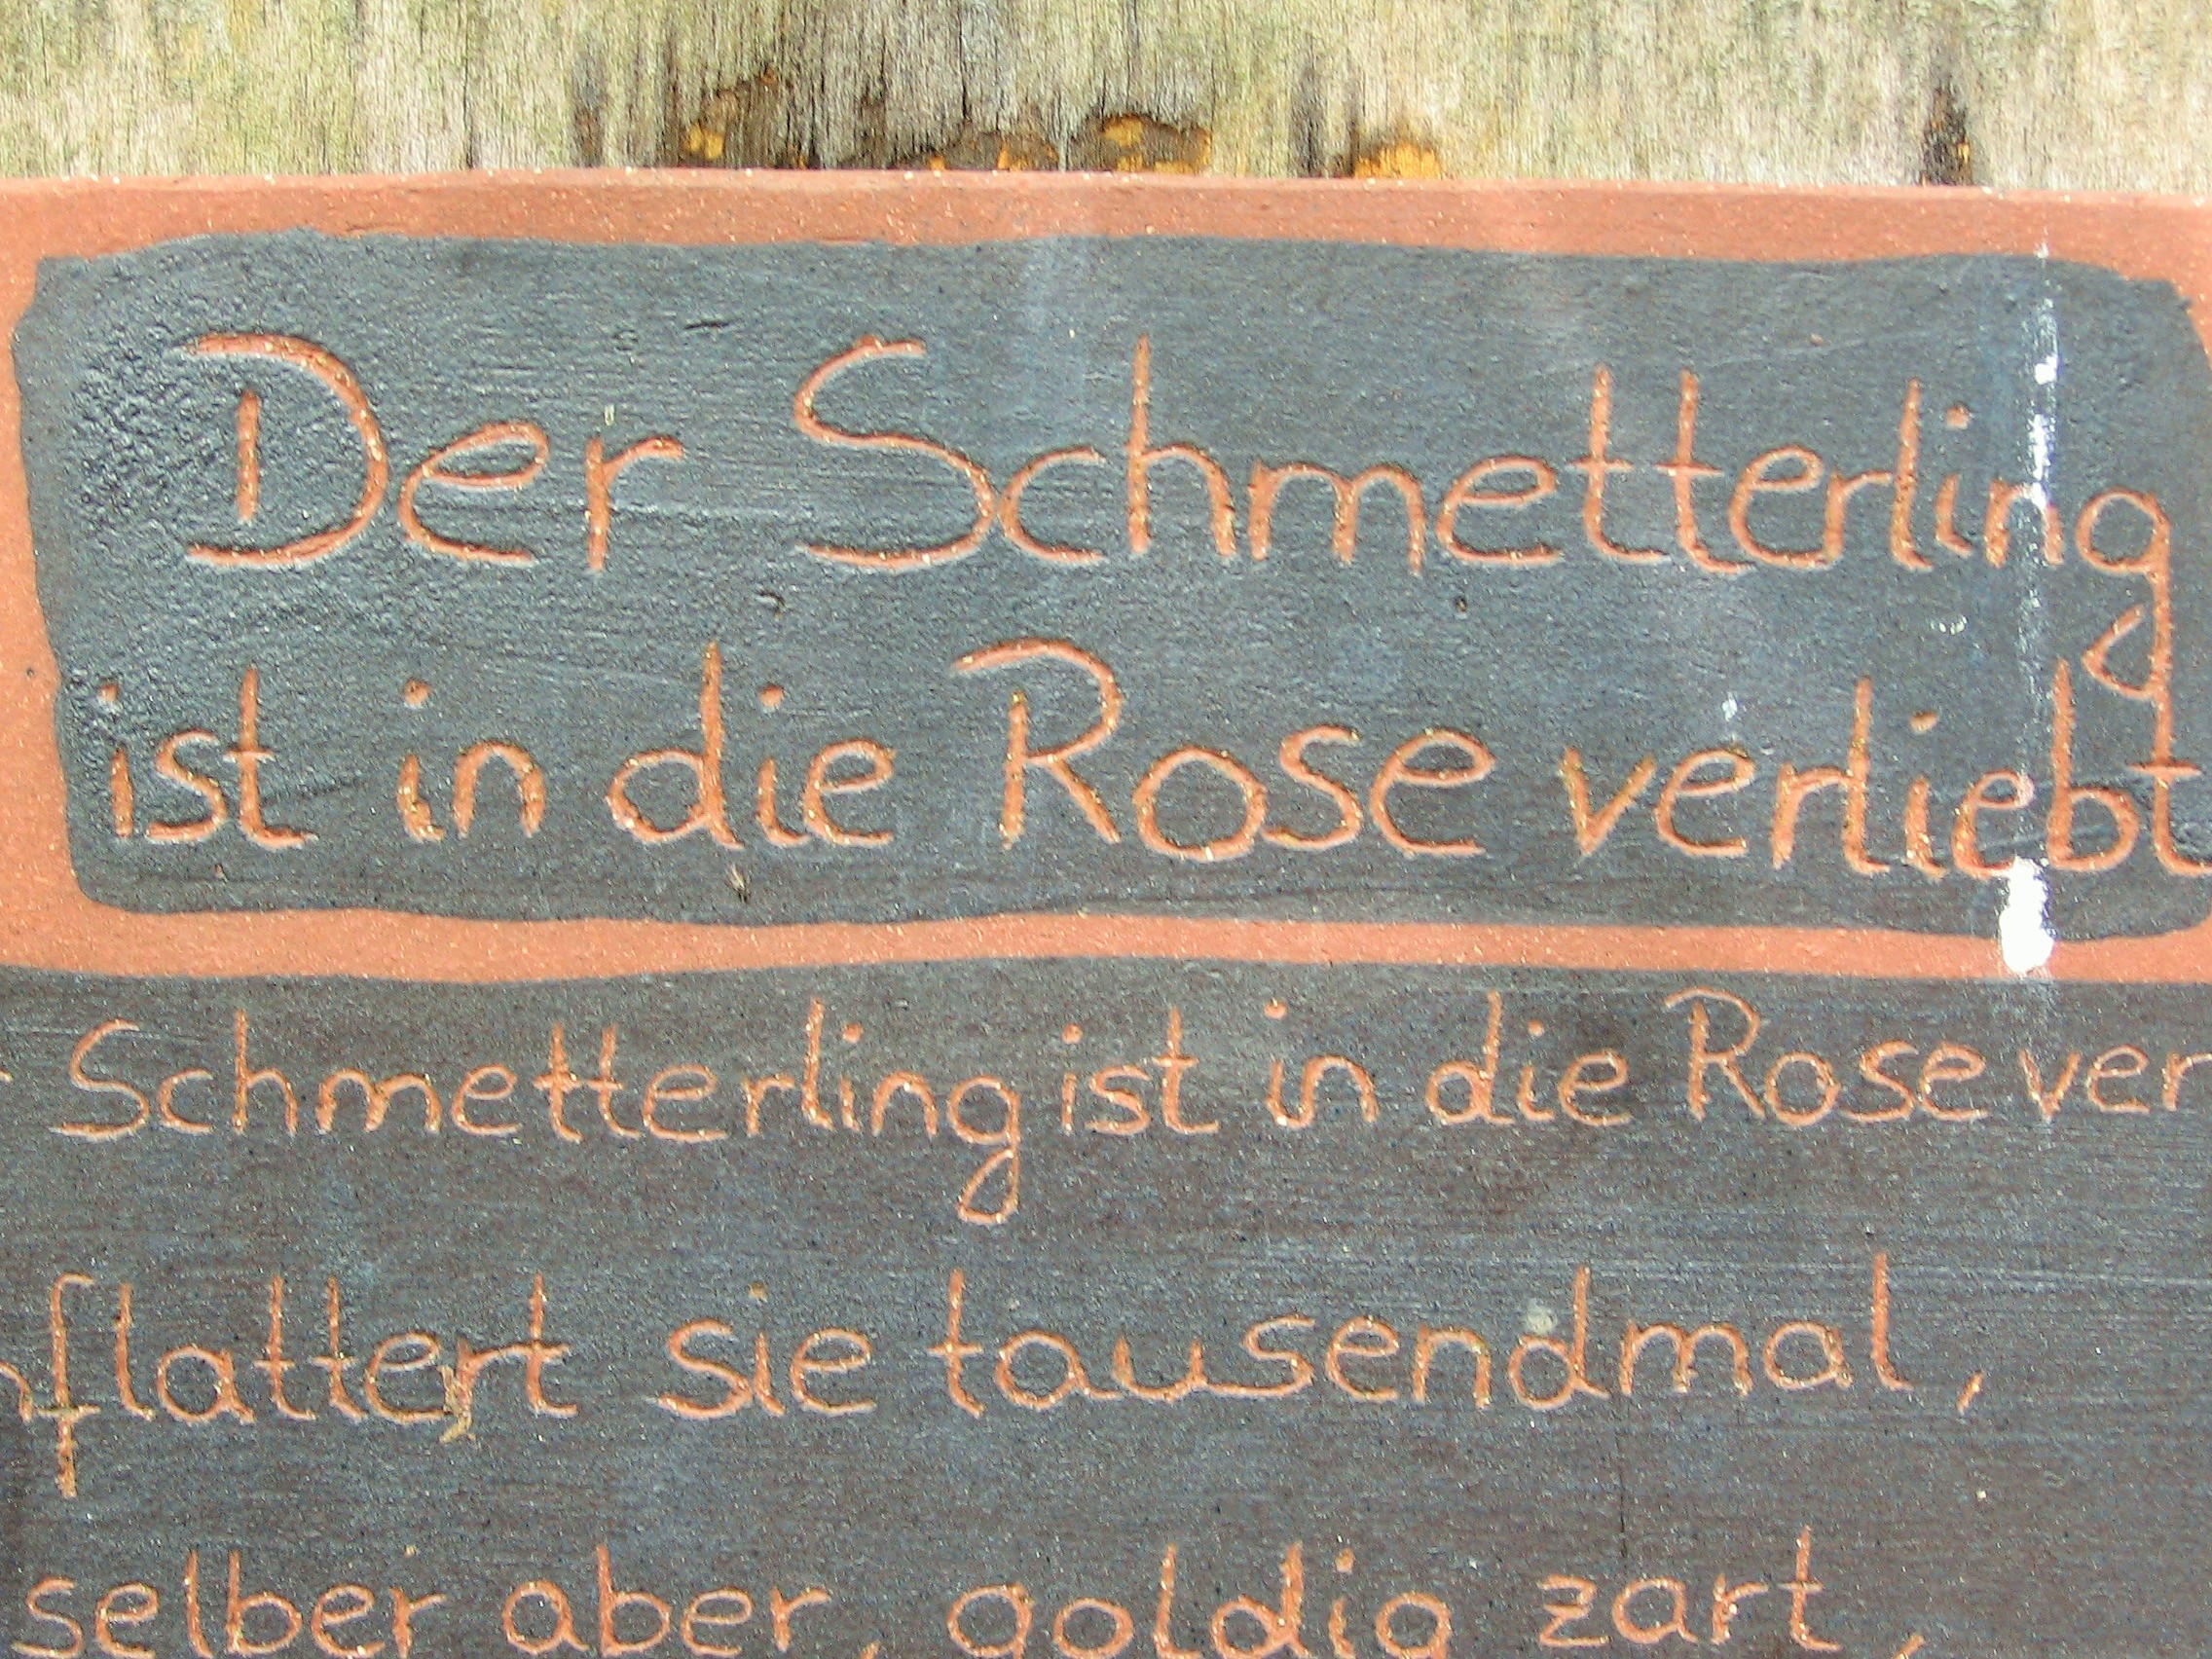 Der Schmetterling
ist in die Rose verliebt
Schmetterling ist in die Rose ver
flattert sie tausendmal,
selber aber, goldig zart,